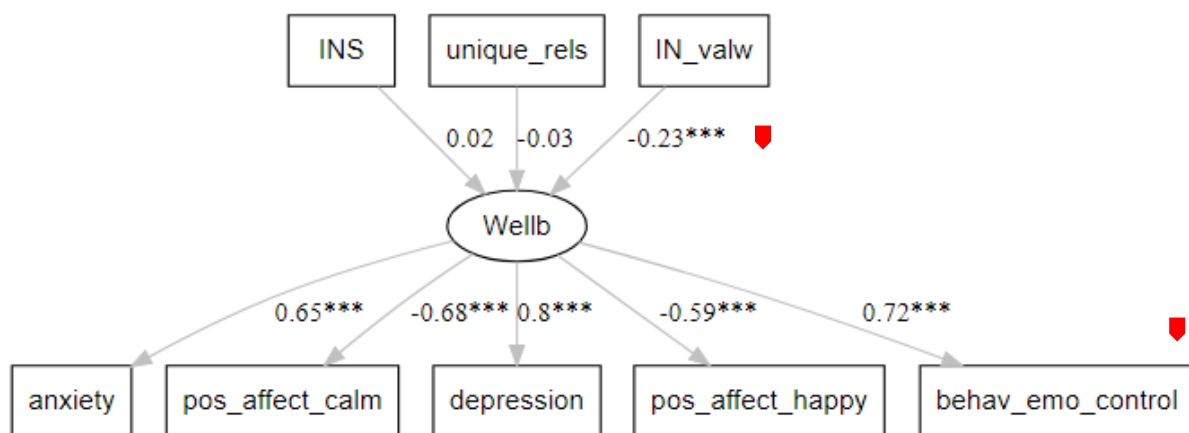 INS unique_rels IN_valw
0.02 -0.03 -0.23***
Wellb
0.65*** -0.68*** 0.8*** -0.59*** 0.72***
anxiety pos_affect_calm depression pos_affect_happy behav_emo_control